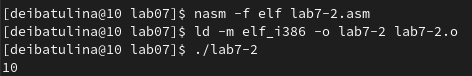 [deibatulina@10 lab07]$ nasm -f elf lab7-2.asm
[deibatulina@10 lab07]$ ld -m elf_i386 -o lab7-2 lab7-2.o
[deibatulina@10 lab07]$ ./lab7-2
10